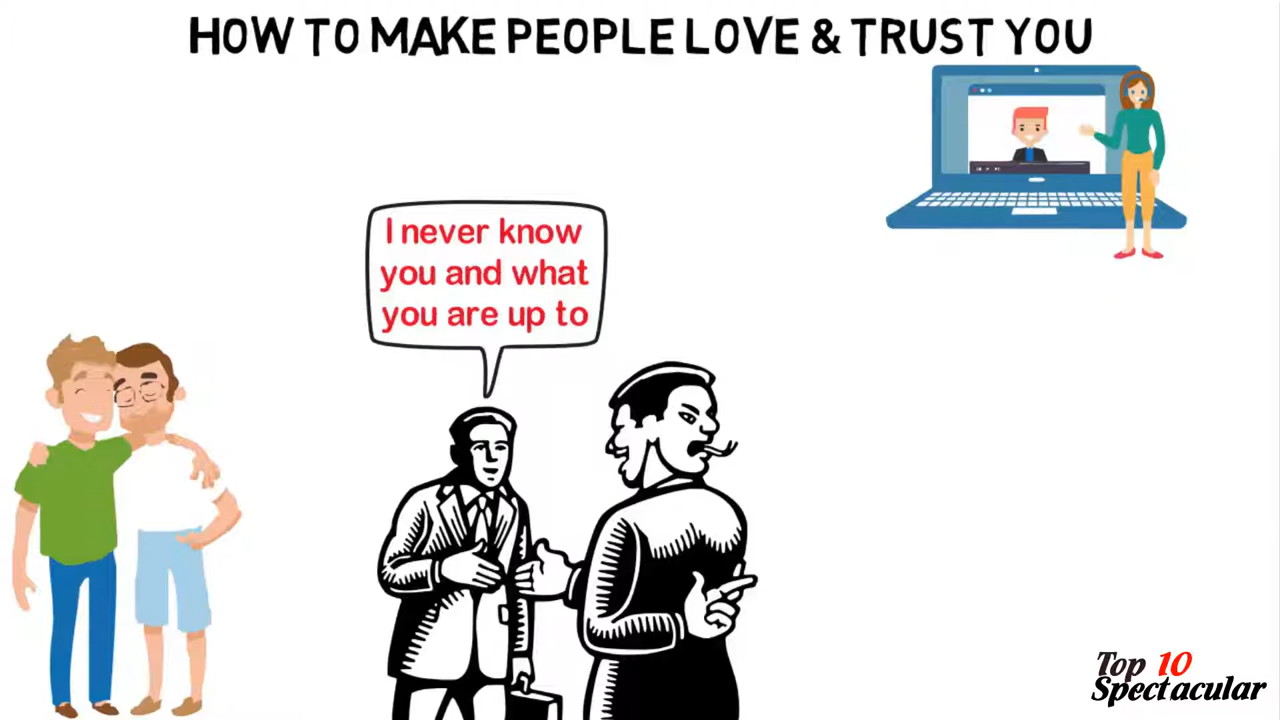 HOW TO MAKE PEOPLE LOVE & TRUST YOU
I never know
you and what
you are up to
Top 10
Spectacular